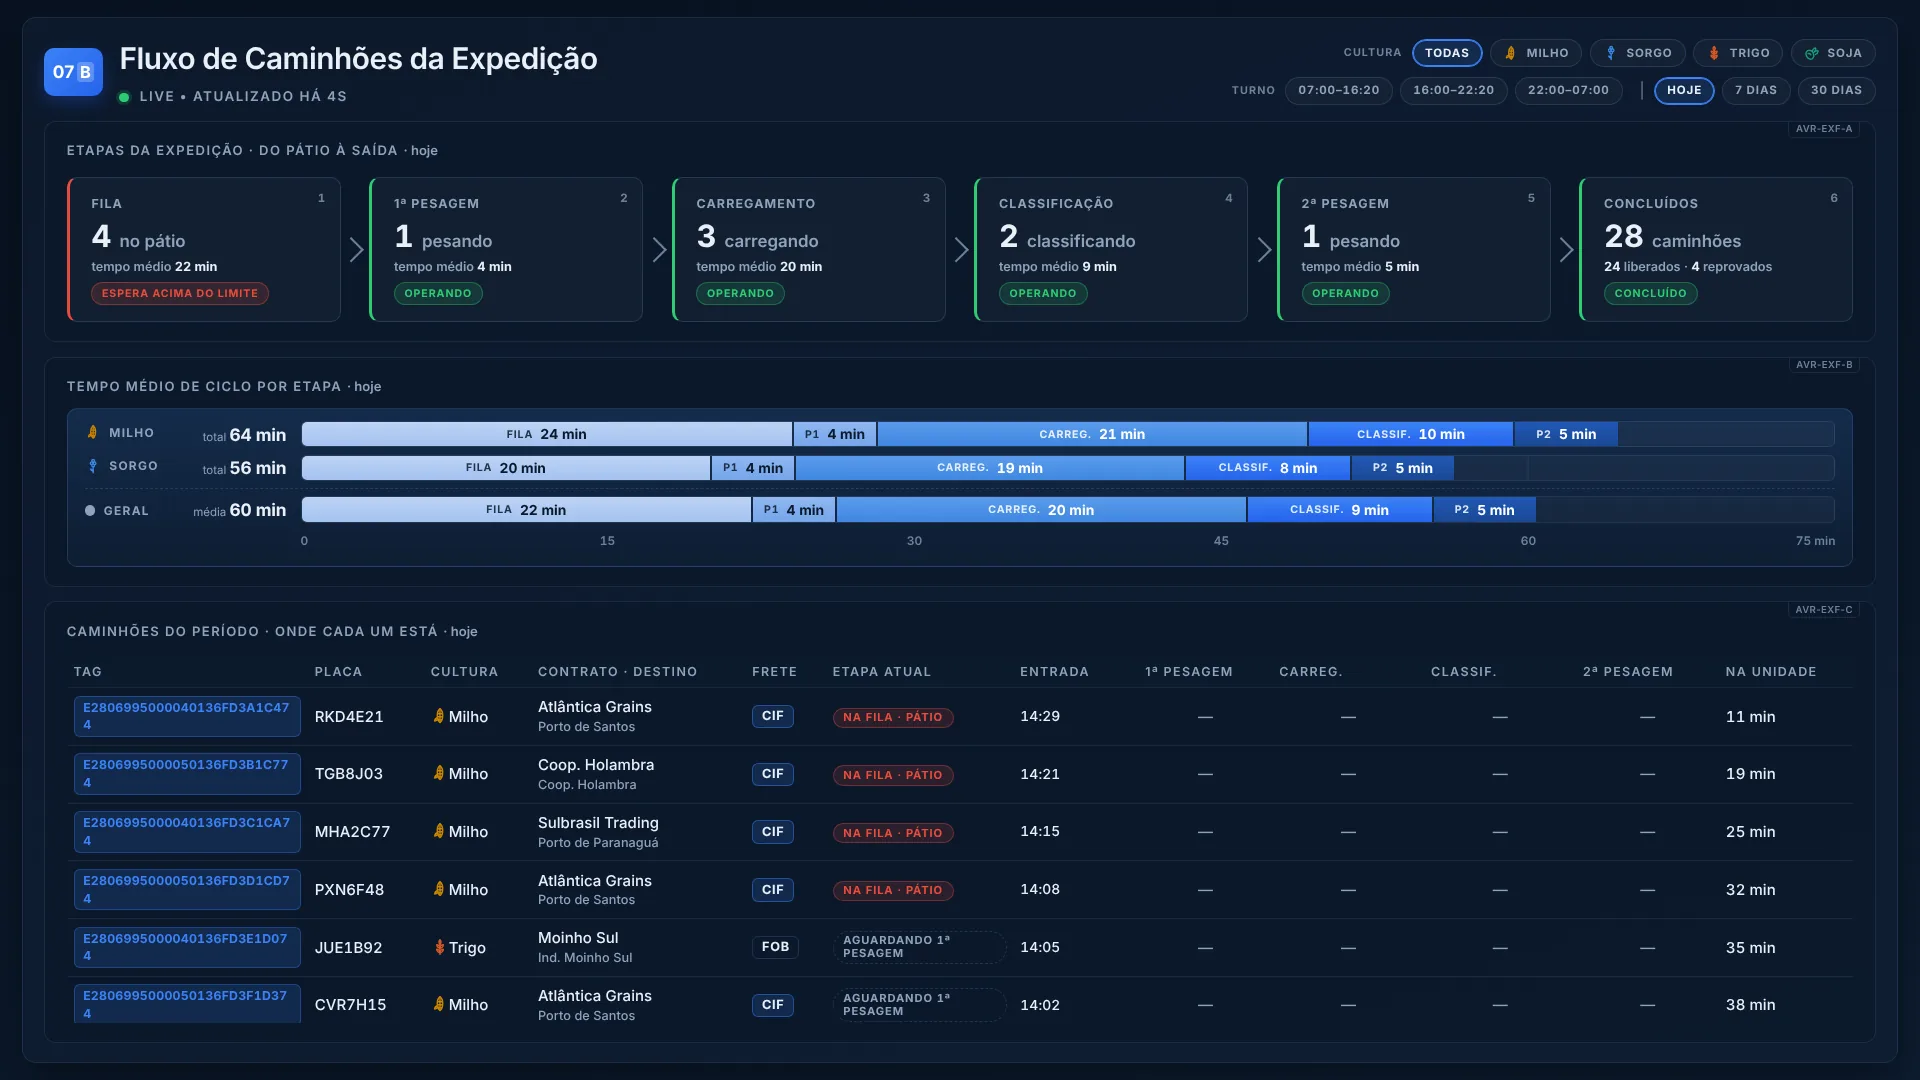 07 B
Fluxo de Caminhões da Expedição
LIVE • ATUALIZADO HÁ 4S
CULTURA TODAS MILHO SORGO TRIGO SOJA
TURNO 07:00–16:20 16:00–22:20 22:00–07:00 | HOJE 7 DIAS 30 DIAS
AVR-EXF-A
ETAPAS DA EXPEDIÇÃO · DO PÁTIO À SAÍDA · hoje
FILA 1
4 no pátio
tempo médio 22 min
ESPERA ACIMA DO LIMITE
1ª PESAGEM 2
1 pesando
tempo médio 4 min
OPERANDO
CARREGAMENTO 3
3 carregando
tempo médio 20 min
OPERANDO
CLASSIFICAÇÃO 4
2 classificando
tempo médio 9 min
OPERANDO
2ª PESAGEM 5
1 pesando
tempo médio 5 min
OPERANDO
CONCLUÍDOS 6
28 caminhões
24 liberados · 4 reprovados
CONCLUÍDO
AVR-EXF-B
TEMPO MÉDIO DE CICLO POR ETAPA · hoje
MILHO total 64 min FILA 24 min P1 4 min CARREG. 21 min CLASSIF. 10 min P2 5 min
SORGO total 56 min FILA 20 min P1 4 min CARREG. 19 min CLASSIF. 8 min P2 5 min
GERAL média 60 min FILA 22 min P1 4 min CARREG. 20 min CLASSIF. 9 min P2 5 min
0 15 30 45 60 75 min
AVR-EXF-C
CAMINHÕES DO PERÍODO · ONDE CADA UM ESTÁ · hoje
TAG PLACA CULTURA CONTRATO · DESTINO FRETE ETAPA ATUAL ENTRADA 1ª PESAGEM CARREG. CLASSIF. 2ª PESAGEM NA UNIDADE
E2806995000040136FD3A1C47
4
RKD4E21 Milho
Atlântica Grains
Porto de Santos
CIF NA FILA · PÁTIO 14:29 — — — — 11 min
E2806995000050136FD3B1C77
4
TGB8J03 Milho
Coop. Holambra
Coop. Holambra
CIF NA FILA · PÁTIO 14:21 — — — — 19 min
E2806995000040136FD3C1CA7
4
MHA2C77 Milho
Sulbrasil Trading
Porto de Paranaguá
CIF NA FILA · PÁTIO 14:15 — — — — 25 min
E2806995000050136FD3D1CD7
4
PXN6F48 Milho
Atlântica Grains
Porto de Santos
CIF NA FILA · PÁTIO 14:08 — — — — 32 min
E2806995000040136FD3E1D07
4
JUE1B92 Trigo
Moinho Sul
Ind. Moinho Sul
FOB
AGUARDANDO 1ª
PESAGEM
14:05 — — — — 35 min
E2806995000050136FD3F1D37
4
CVR7H15 Milho
Atlântica Grains
Porto de Santos
CIF
AGUARDANDO 1ª
PESAGEM
14:02 — — — — 38 min